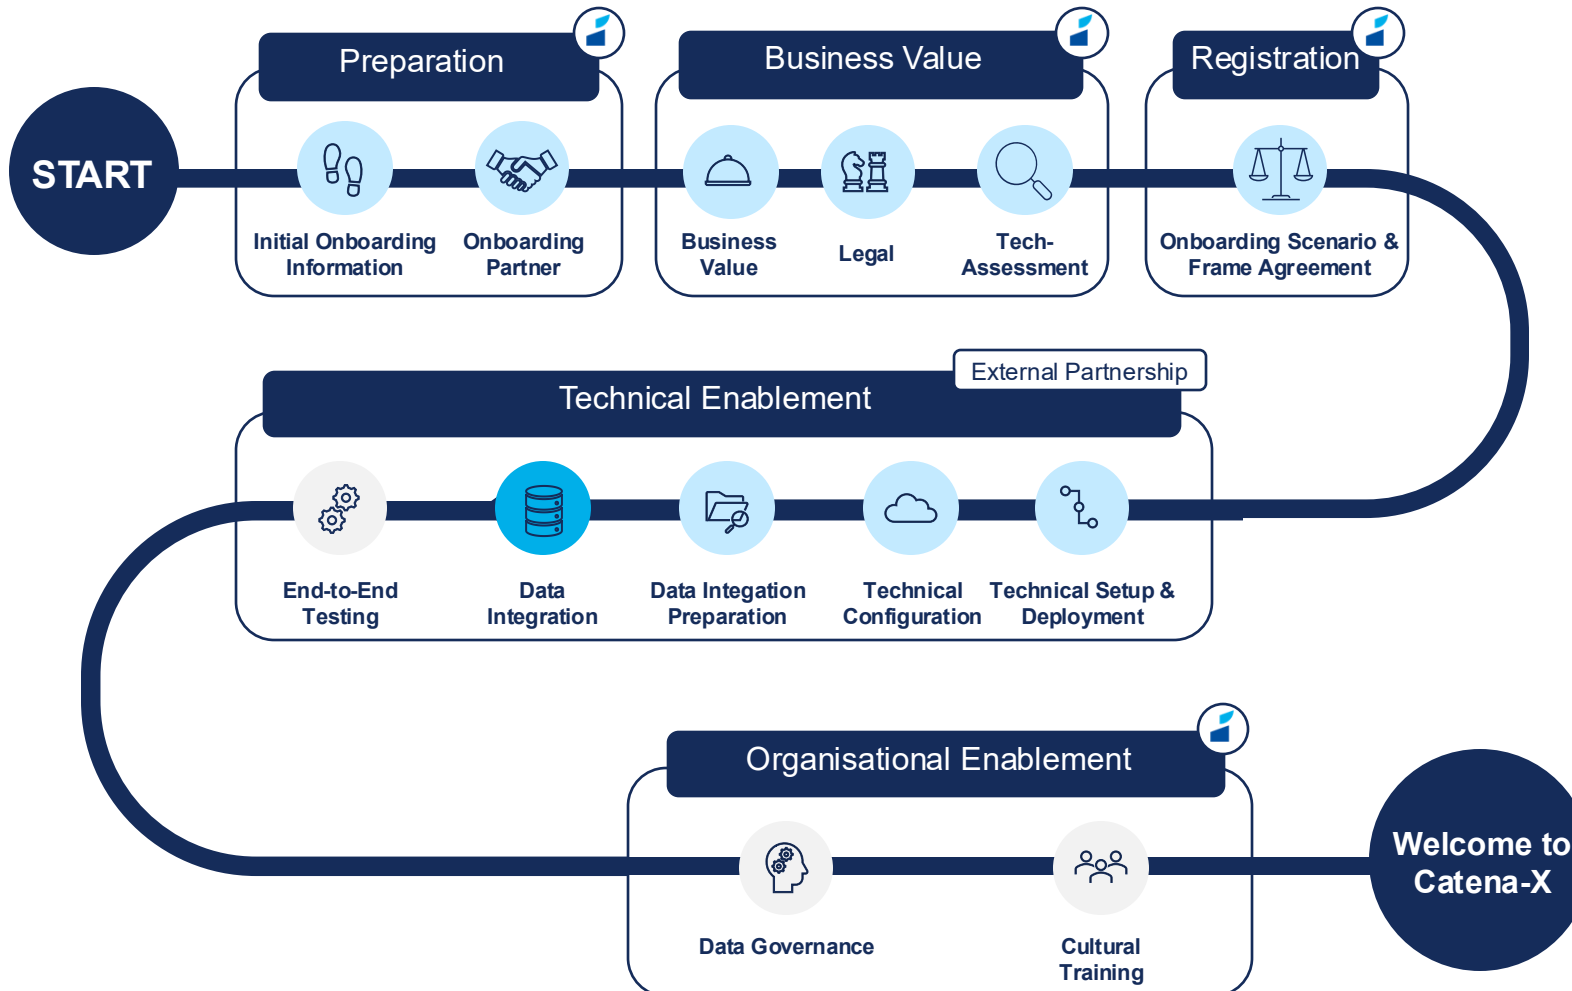 Preparation
Business Value
Registration
START
Initial Onboarding
Information
Onboarding
Partner
Business
Value
Legal
Tech-
Assessment
Onboarding Scenario &
Frame Agreement
External Partnership
Technical Enablement
End-to-End
Testing
Data
Integration
Data Integation
Preparation
Technical
Configuration
Technical Setup &
Deployment
Organisational Enablement
Data Governance
Cultural
Training
Welcome to
Catena-X